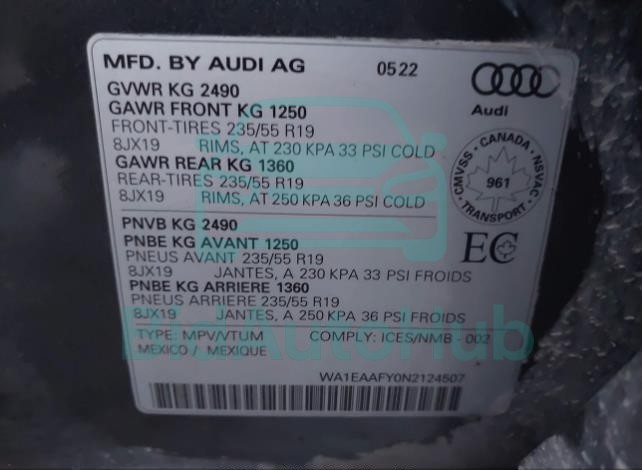 MFD. BY AUDI AG 0522
Audi
GVWR KG 2490
GAWR FRONT KG 1250
FRONT-TIRES 235/55 R19
8JX19 RIMS, AT 230 KPA 33 PSI COLD
GAWR REAR KG 1360
REAR-TIRES 235/55 R19
8JX19 RIMS, AT 250 KPA 36 PSI COLD
CMVSS - CANADA - NSVAC
961
TRANSPORT
PNVB KG 2490
PNBE KG AVANT 1250
PNEUS AVANT 235/55 R19
8JX19 JANTES, A 230 KPA 33 PSI FROIDS
PNBE KG ARRIERE 1360
PNEUS ARRIERE 235/55 R19
8JX19 JANTES, A 250 KPA 36 PSI FROIDS
EC
TYPE: MPV/VTUM COMPLY: ICES/NMB - 002
MEXICO / MEXIQUE
WA1EAAFY0N2124507